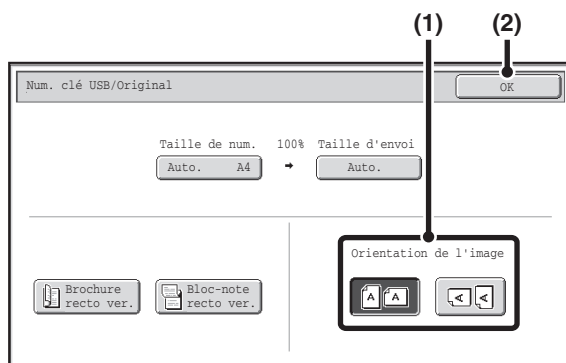 (1) (2)
Num. clé USB/Original OK
Taille de num. 100% Taille d'envoi
Auto. A4 Auto.
Orientation de l'image
Brochure
recto ver.
Bloc-note
recto ver.
A A A A